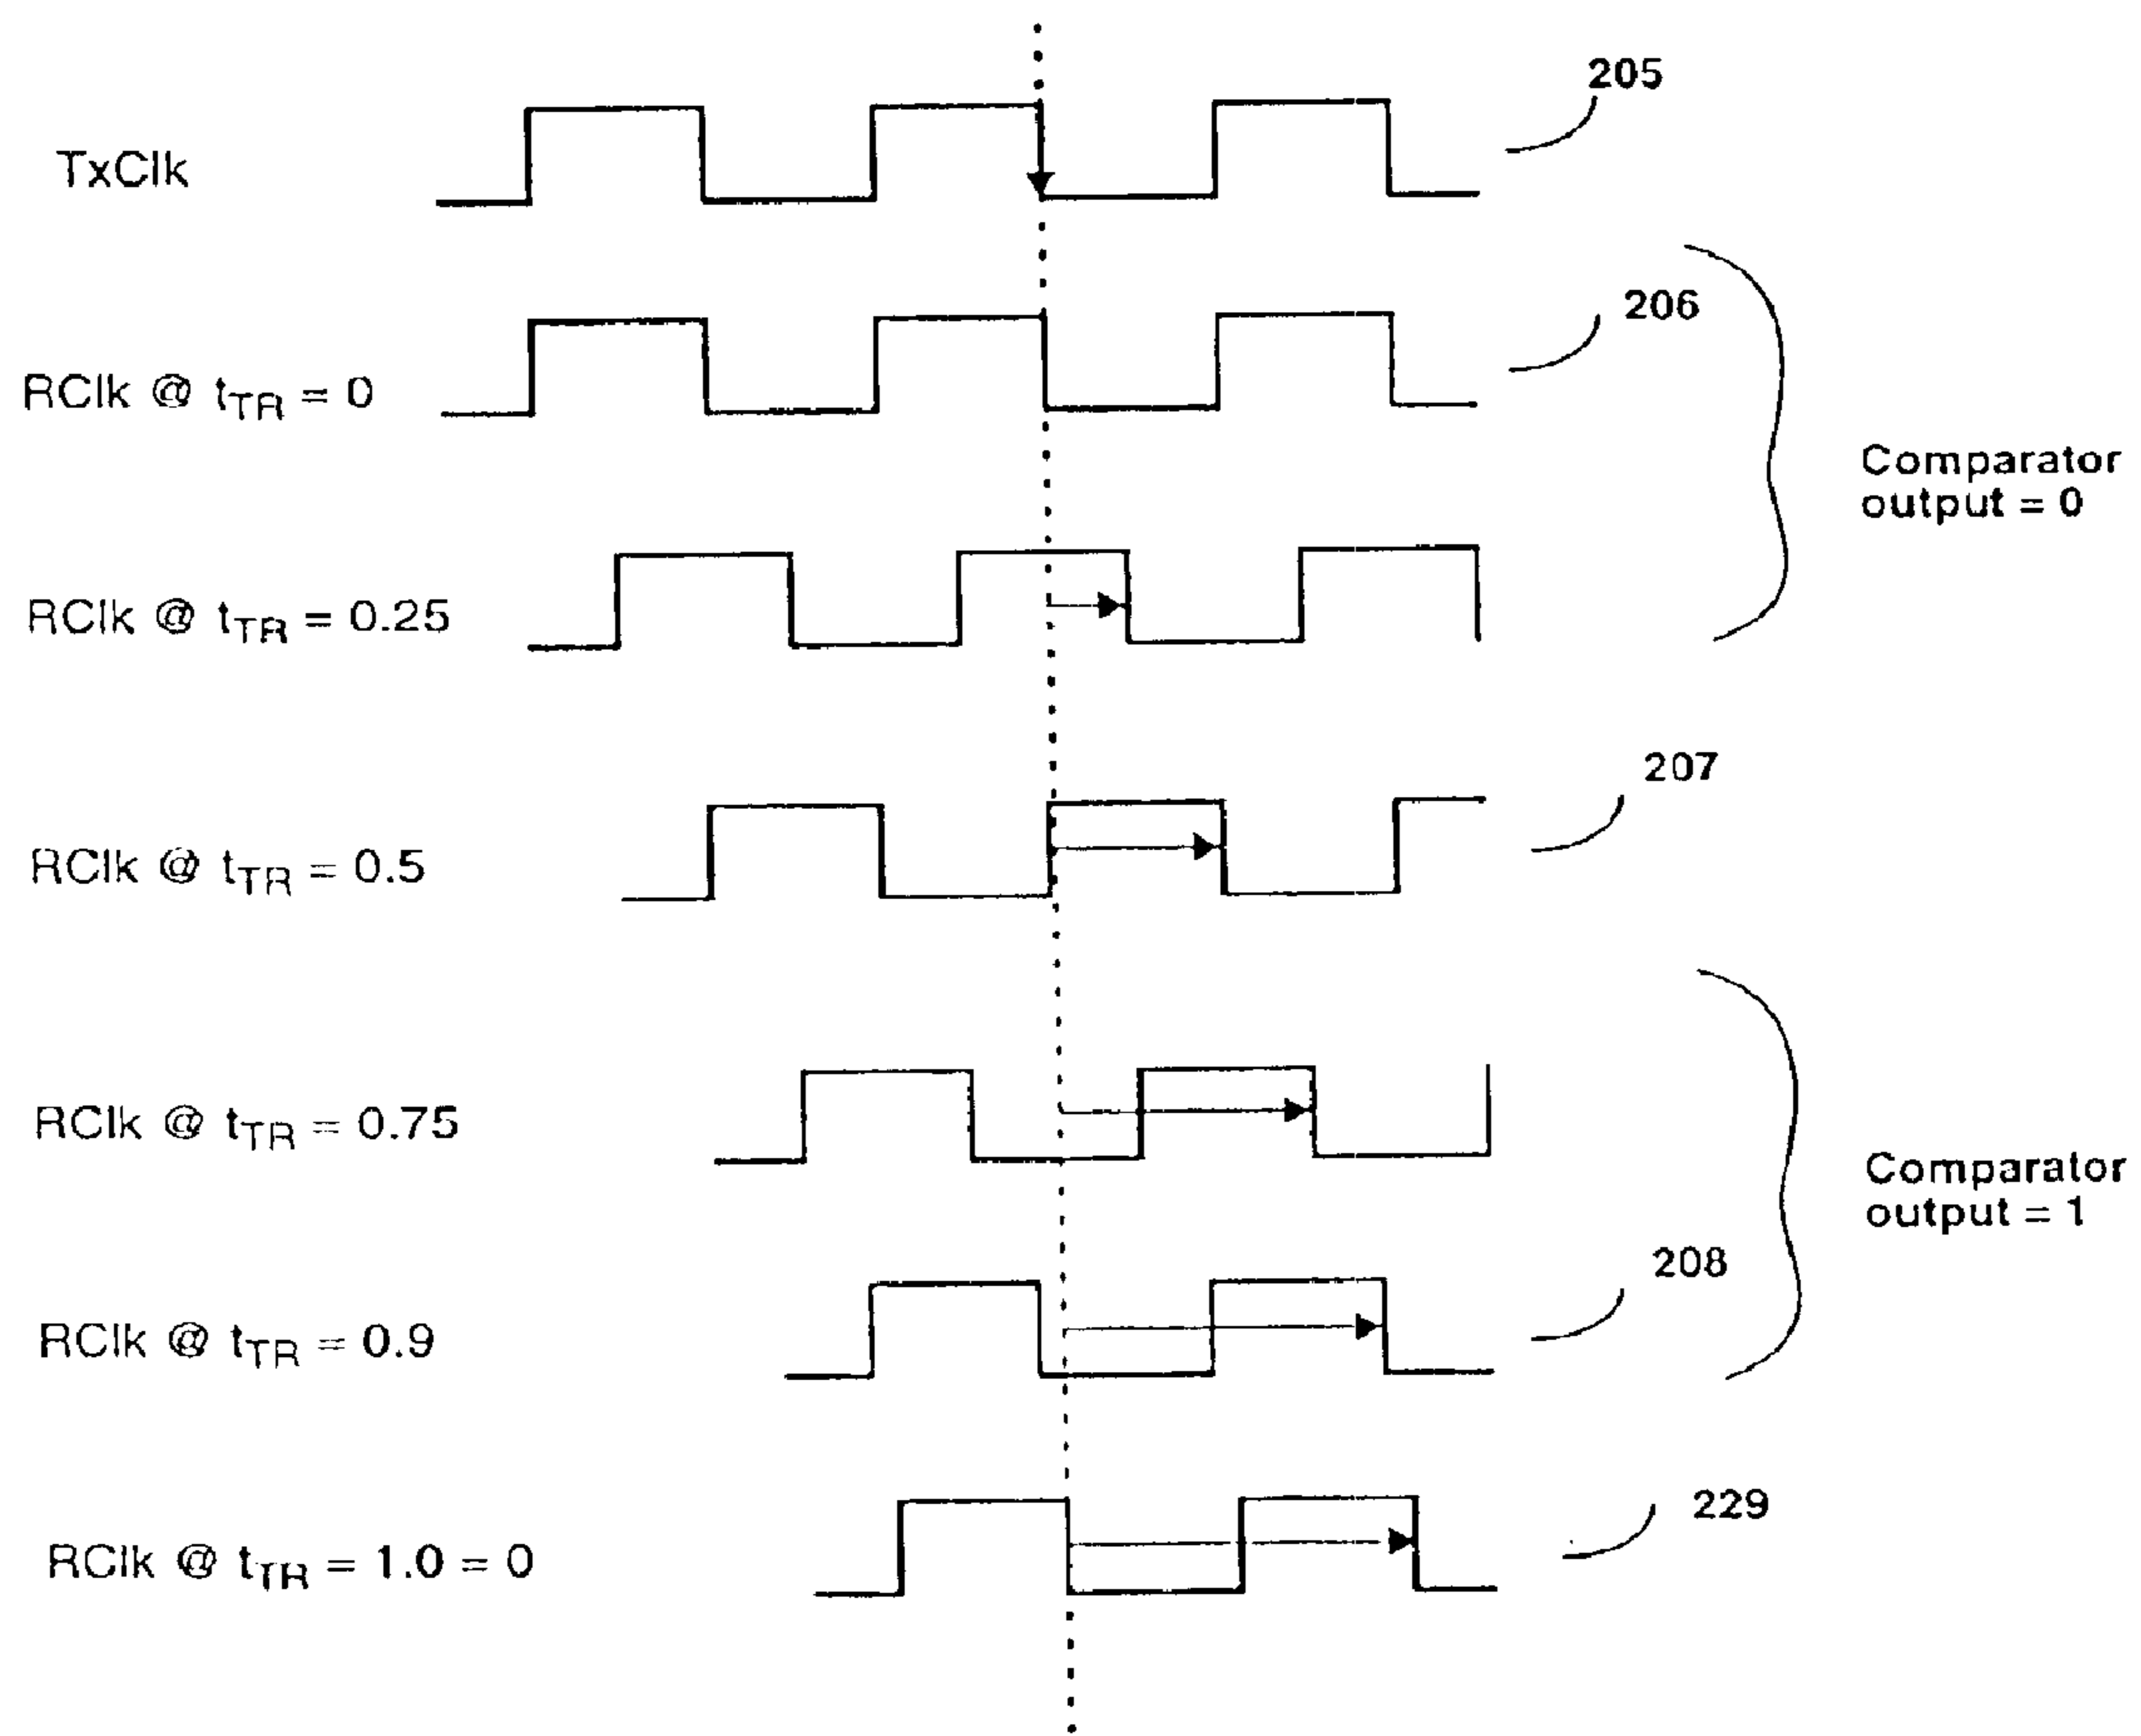 205
TxClk
206
RClk @ tTR = 0
Comparator
output = 0
RClk @ tTR = 0.25
207
RClk @ tTR = 0.5
RClk @ tTR = 0.75
Comparator
output = 1
208
RClk @ tTR = 0.9
229
RClk @ tTR = 1.0 = 0